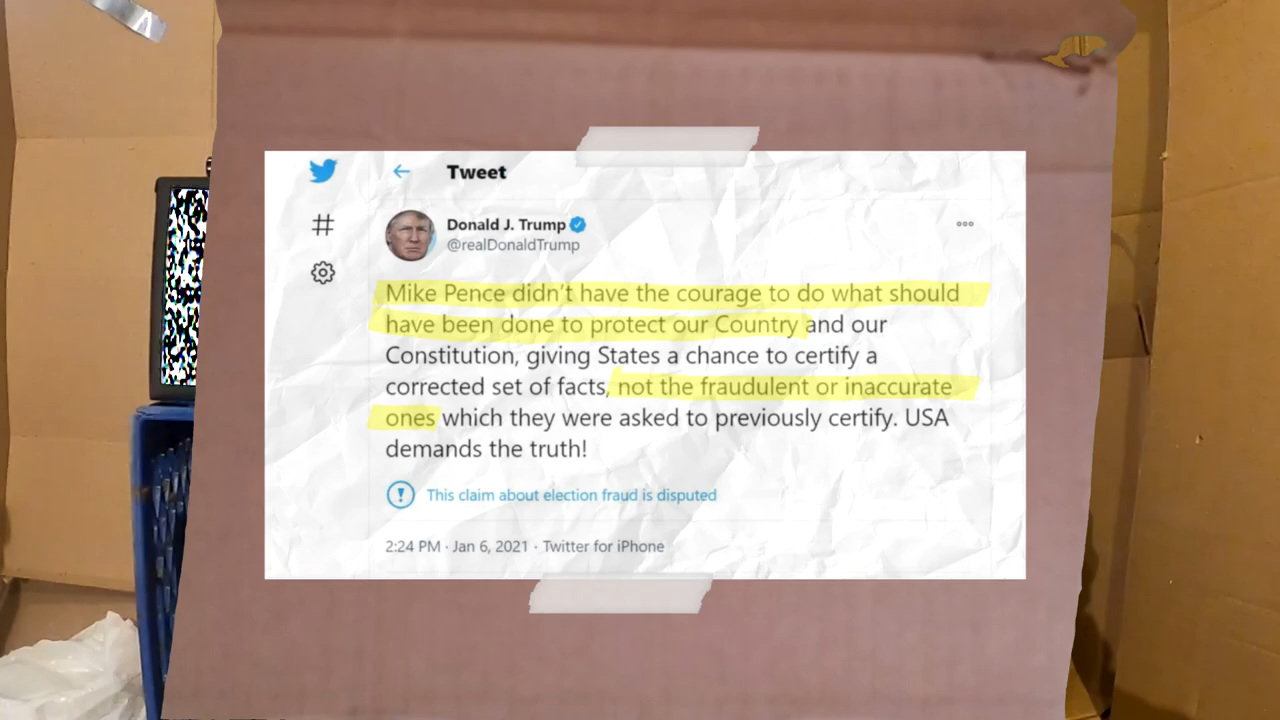 Tweet
Donald J. Trump
@realDonaldTrump
Mike Pence didn't have the courage to do what should
have been done to protect our Country and our
Constitution, giving States a chance to certify a
corrected set of facts, not the fraudulent or inaccurate
ones which they were asked to previously certify. USA
demands the truth!
This claim about election fraud is disputed
2:24 PM · Jan 6, 2021 · Twitter for iPhone